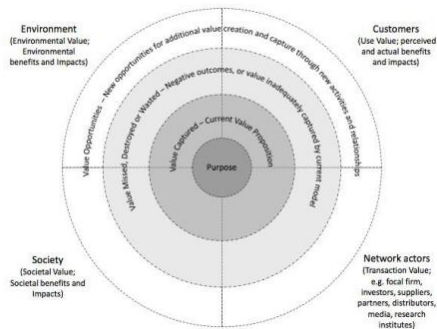 Environment
(Environmental Value;
Environmental
benefits and Impacts)
Customers
(Use Value; perceived
and actual benefits
and impacts)
Value Opportunities – New opportunities for additional value creation and capture through new activities and relationships
Value Missed, Destroyed or Wasted – Negative outcomes, or value inadequately captured by current model
Value Captured – Current Value Proposition
Purpose
Society
(Societal Value;
Societal benefits and
Impacts)
Network actors
(Transaction Value;
e.g. focal firm,
investors, suppliers,
partners, distributors,
media, research
institutes)